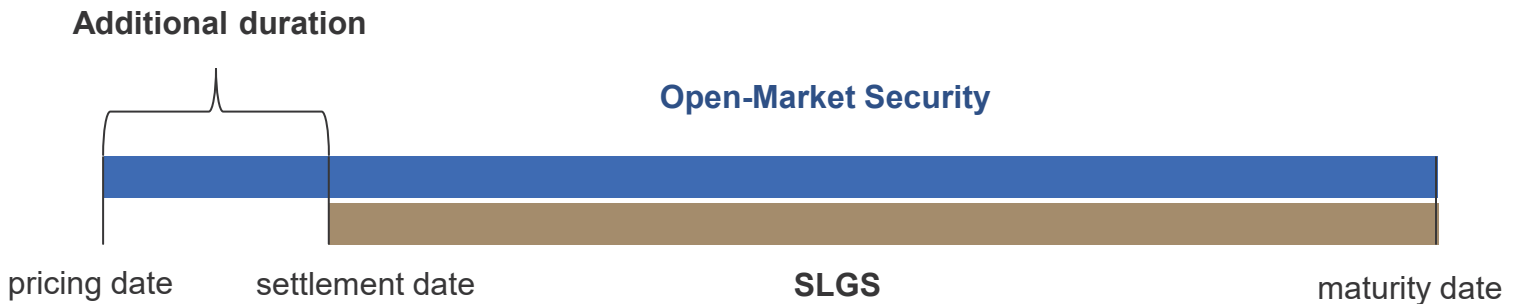 Additional duration
Open-Market Security
pricing date
settlement date
SLGS
maturity date